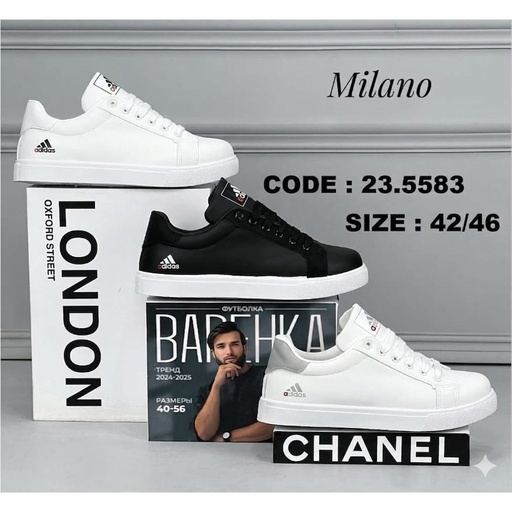 Milano
CODE : 23.5583
SIZE : 42/46
adidas
adidas
adidas
LONDON
OXFORD STREET
ФУТБОЛКА
ВАРЕНКА
ТРЕНД
2024-2025
РАЗМЕРЫ
40-56
CHANEL